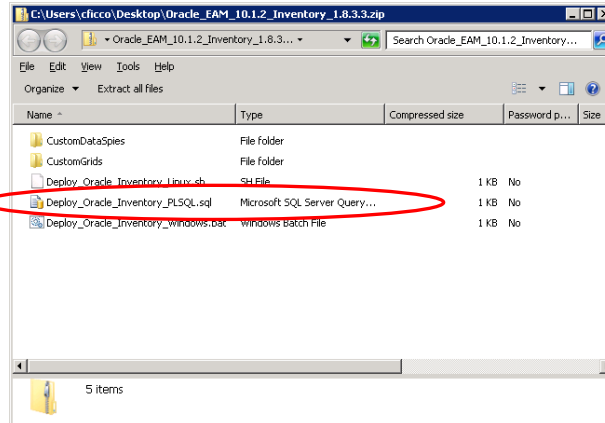 C:\Users\cficco\Desktop\Oracle_EAM_10.1.2_Inventory_1.8.3.3.zip
Oracle_EAM_10.1.2_Inventory_1.8.3... Search Oracle_EAM_10.1.2_Inventory...
File Edit View Tools Help
Organize Extract all files
Name Type Compressed size Password p... Size
CustomDataSpies File folder
CustomGrids File folder
Deploy_Oracle_Inventory_Linux.sh SH File 1 KB No
Deploy_Oracle_Inventory_PLSQL.sql Microsoft SQL Server Query... 1 KB No
Deploy_Oracle_Inventory_Windows.bat Windows Batch File 1 KB No
5 items